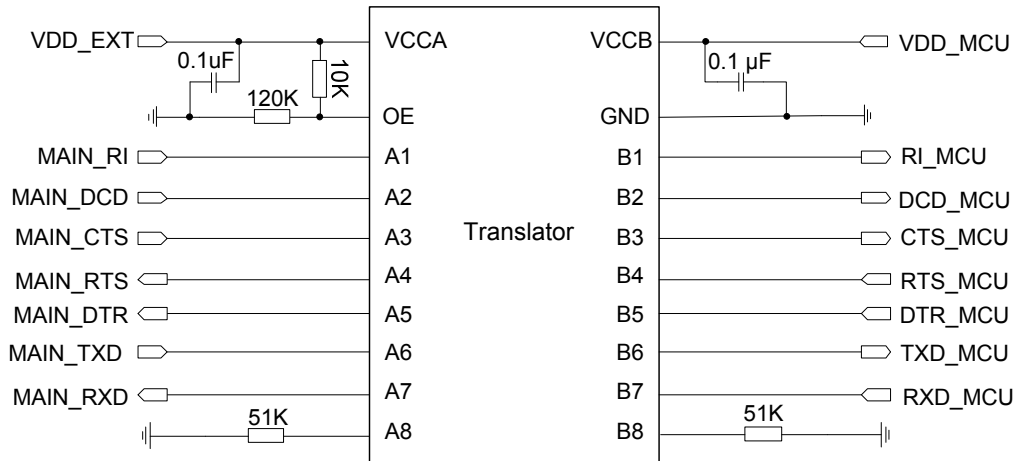 VDD_EXT VCCA VCCB VDD_MCU
0.1uF 10K 0.1 µF
120K OE GND
MAIN_RI A1 B1 RI_MCU
MAIN_DCD A2 B2 DCD_MCU
MAIN_CTS A3 Translator B3 CTS_MCU
MAIN_RTS A4 B4 RTS_MCU
MAIN_DTR A5 B5 DTR_MCU
MAIN_TXD A6 B6 TXD_MCU
MAIN_RXD A7 B7 RXD_MCU
51K A8 B8 51K